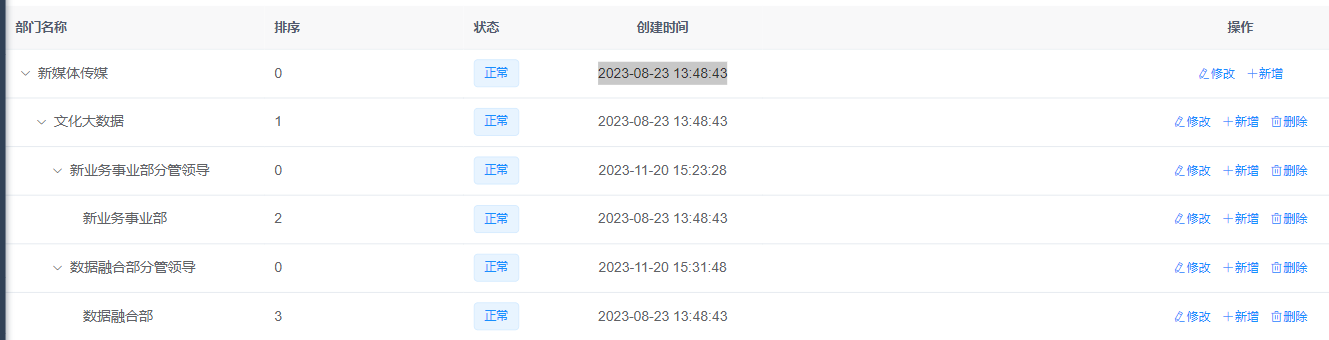 部门名称 排序 状态 创建时间 操作
新媒体传媒 0 正常 2023-08-23 13:48:43 修改 新增
文化大数据 1 正常 2023-08-23 13:48:43 修改 新增 删除
新业务事业部分管领导 0 正常 2023-11-20 15:23:28 修改 新增 删除
新业务事业部 2 正常 2023-08-23 13:48:43 修改 新增 删除
数据融合部分管领导 0 正常 2023-11-20 15:31:48 修改 新增 删除
数据融合部 3 正常 2023-08-23 13:48:43 修改 新增 删除